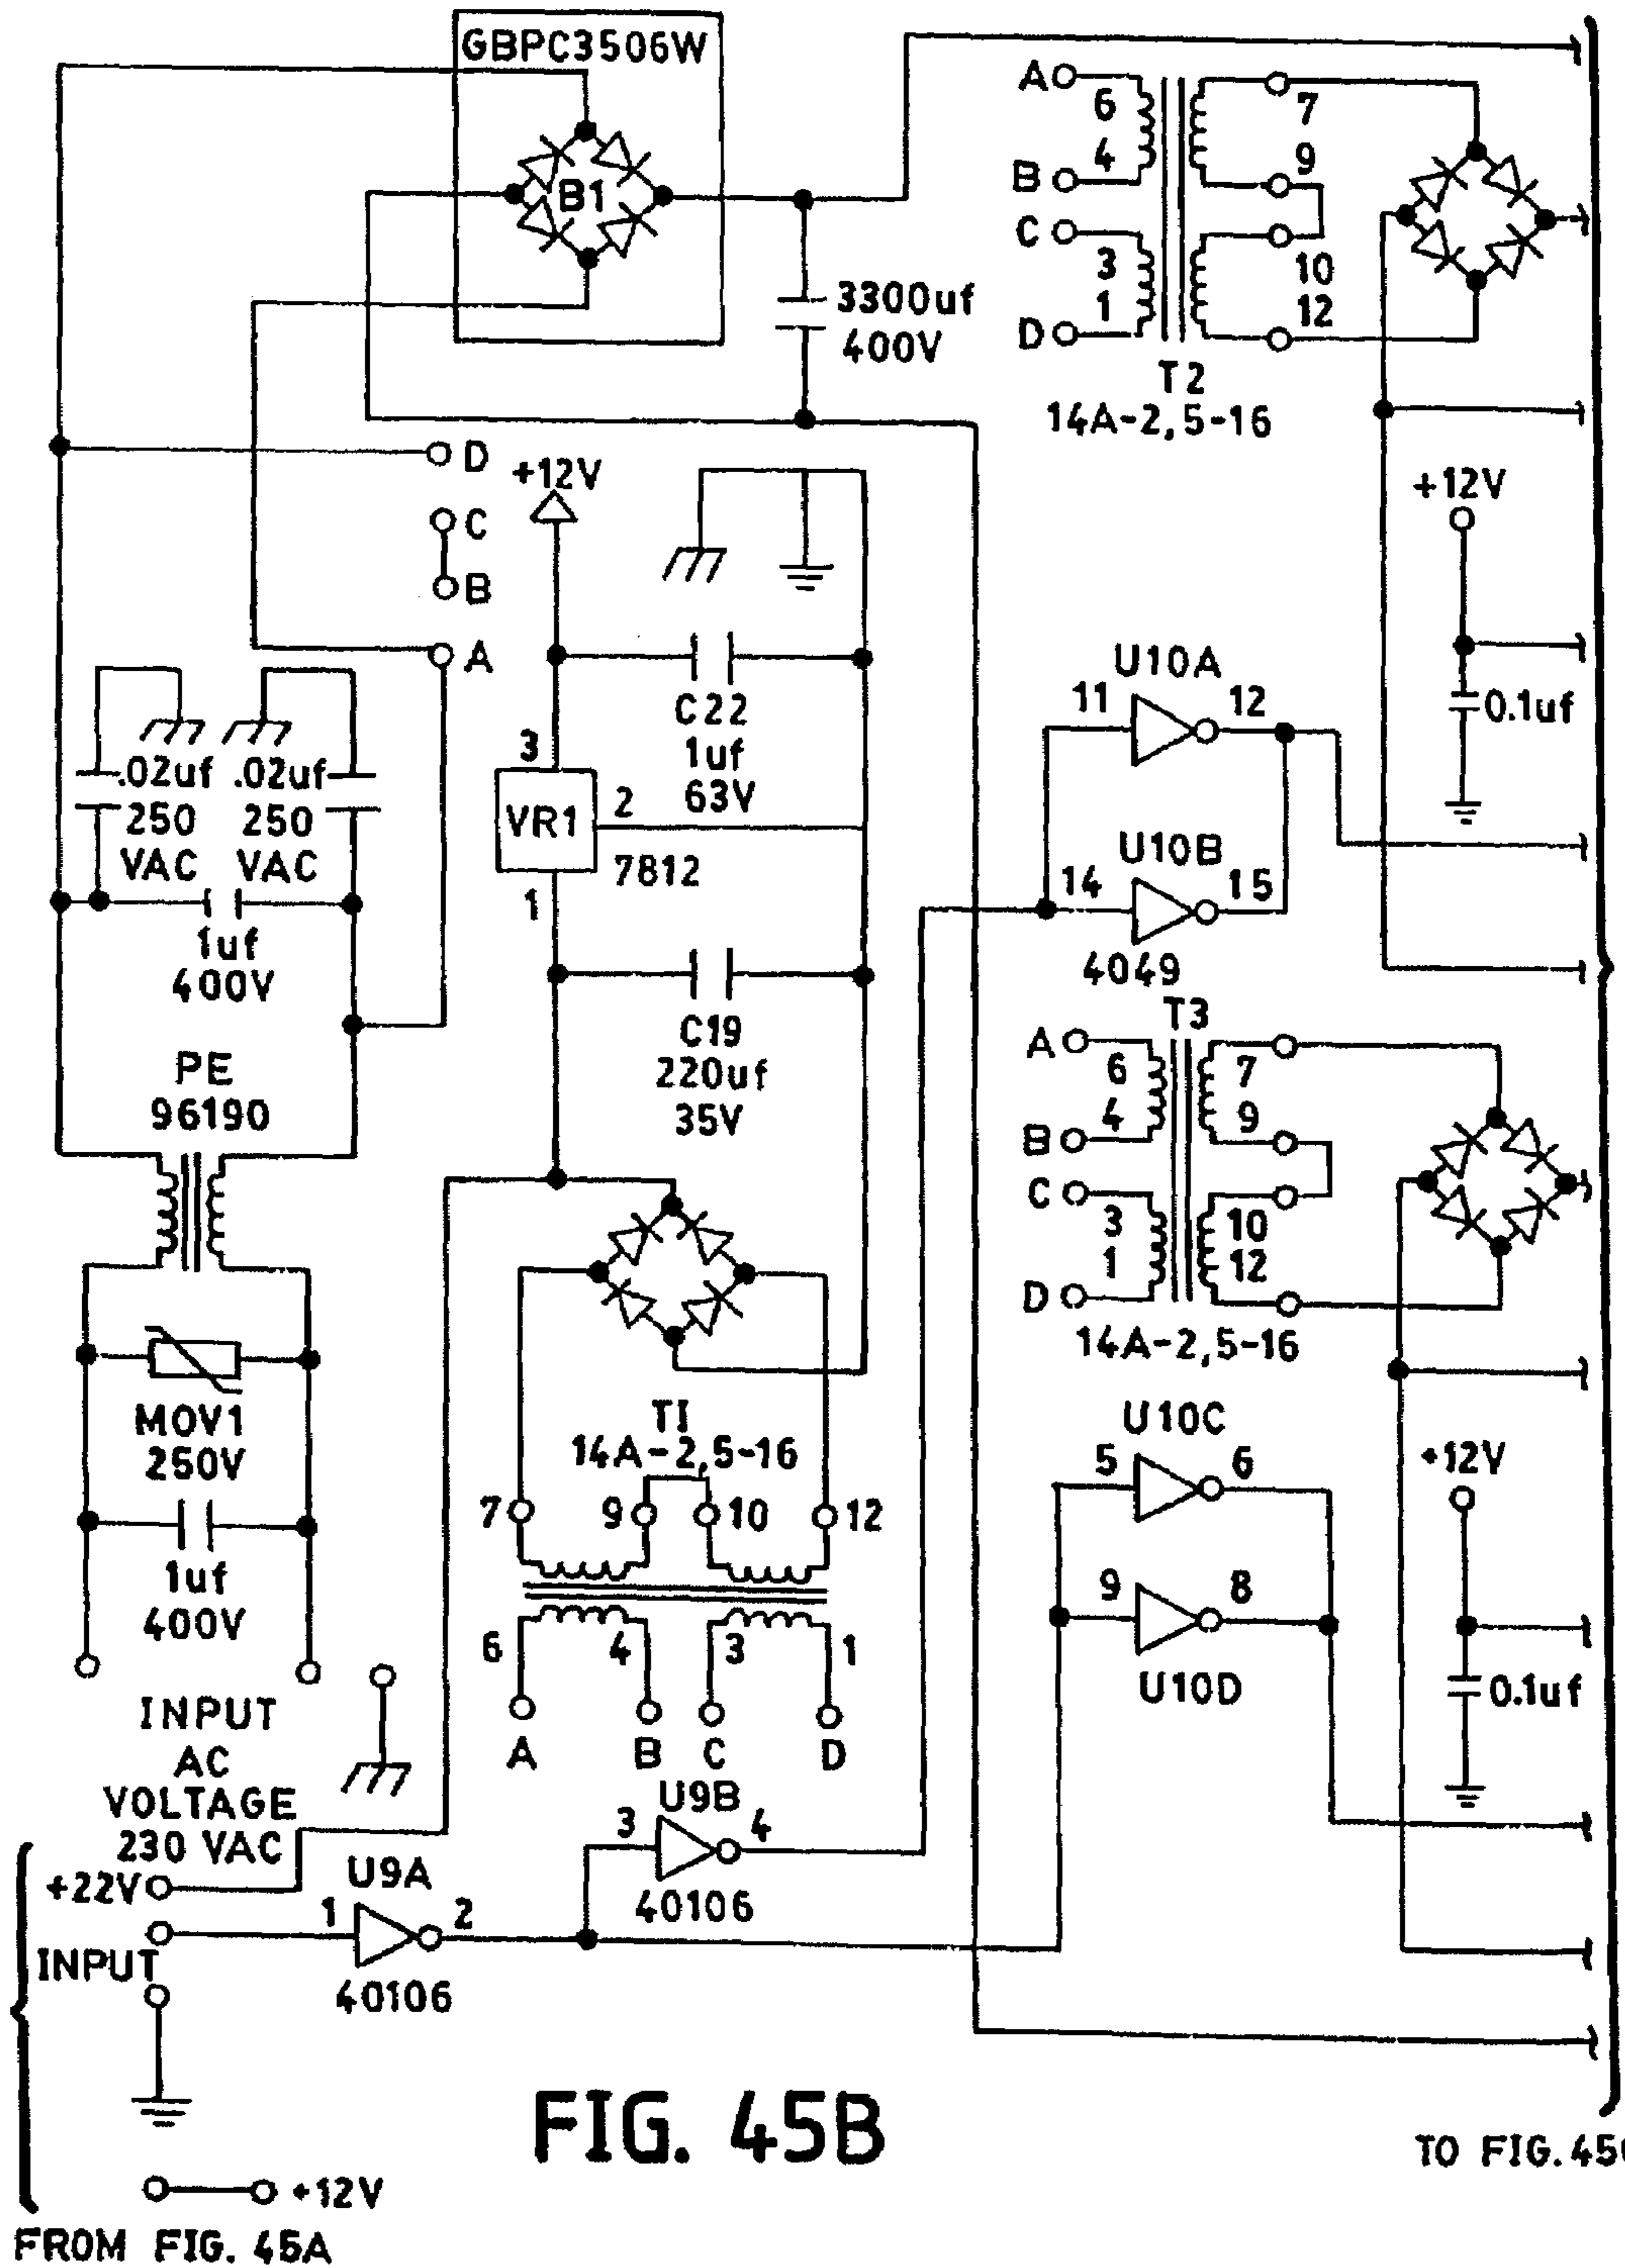 GBPC3506W
B1
3300uf
400V
A
6
4
B
C
3
1
D
7
9
10
12
T2
14A-2,5-16
D
C
B
A
+12V
C22
1uf
63V
3
VR1
2
7812
1
C19
220uf
35V
.02uf
250
VAC
.02uf
250
VAC
1uf
400V
PE
96190
MOV1
250V
1uf
400V
INPUT
AC
VOLTAGE
230 VAC
+12V
0.1uf
U10A
11
12
U10B
14
15
4049
T3
A
6
4
B
C
3
1
D
7
9
10
12
14A-2,5-16
U10C
5
6
9
8
U10D
+12V
0.1uf
T1
14A-2,5-16
7
9
10
12
6
4
3
1
A
B
C
D
U9B
3
4
40106
+22V
U9A
1
2
40106
INPUT
+12V
FROM FIG. 45A
FIG. 45B
TO FIG. 45